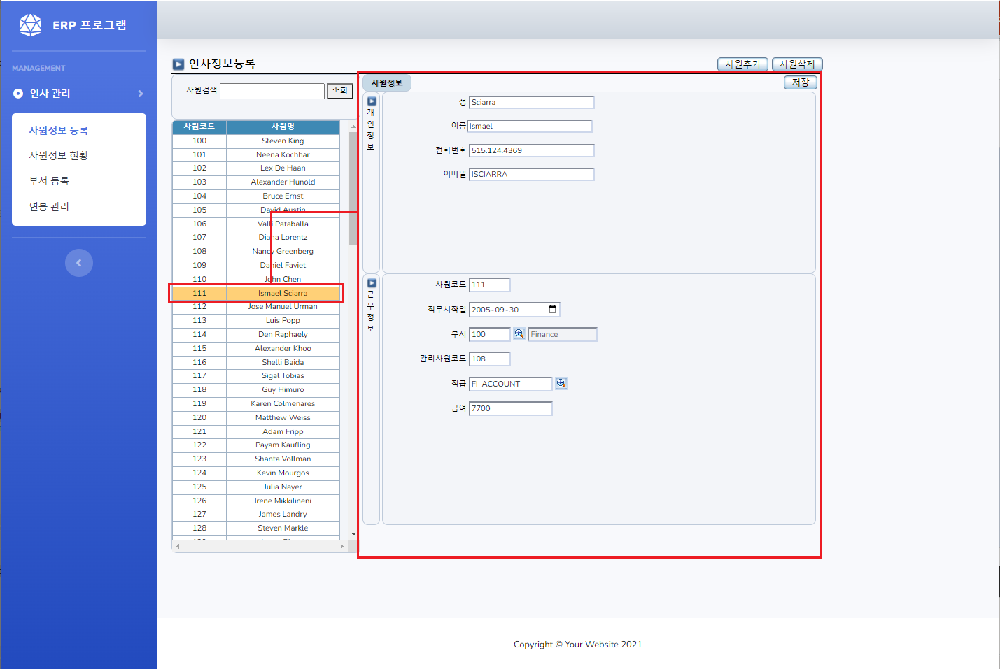 ERP 프로그램
MANAGEMENT
인사 관리
사원정보 등록
사원정보 현황
부서 등록
연봉 관리
인사정보등록
사원추가 사원삭제
사원검색 조회
사원코드 사원명
100 Steven King
101 Neena Kochhar
102 Lex De Haan
103 Alexander Hunold
104 Bruce Ernst
105 David Austin
106 Valli Pataballa
107 Diana Lorentz
108 Nancy Greenberg
109 Daniel Faviet
110 John Chen
111 Ismael Sciarra
112 Jose Manuel Urman
113 Luis Popp
114 Den Raphaely
115 Alexander Khoo
116 Shelli Baida
117 Sigal Tobias
118 Guy Himuro
119 Karen Colmenares
120 Matthew Weiss
121 Adam Fripp
122 Payam Kaufling
123 Shanta Vollman
124 Kevin Mourgos
125 Julia Nayer
126 Irene Mikkilineni
127 James Landry
128 Steven Markle
사원정보 저장
개인정보
성 Sciarra
이름 Ismael
전화번호 515.124.4369
이메일 ISCIARRA
근무정보
사원코드 111
직무시작일 2005-09-30
부서 100 Finance
관리사원코드 108
직급 FI_ACCOUNT
급여 7700
Copyright © Your Website 2021